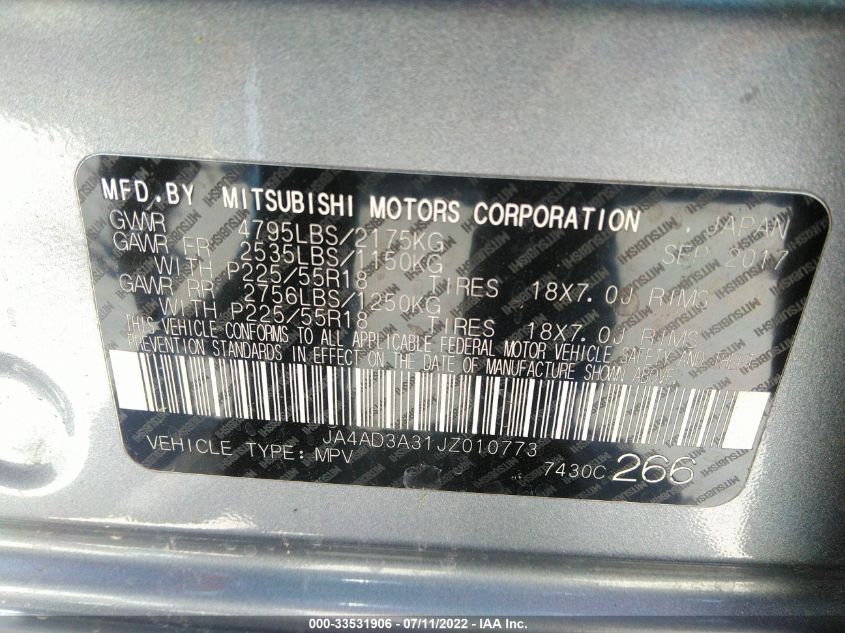 MFD.BY MITSUBISHI MOTORS CORPORATION , JAPAN
GVWR 4795LBS/2175KG SEP 2017
GAWR FR 2535LBS/1150KG
WITH P225/55R18 TIRES 18X7.0J RIMS
GAWR RR 2756LBS/1250KG
WITH P225/55R18 TIRES 18X7.0J RIMS
THIS VEHICLE CONFORMS TO ALL APPLICABLE FEDERAL MOTOR VEHICLE SAFETY AND THEFT
PREVENTION STANDARDS IN EFFECT ON THE DATE OF MANUFACTURE SHOWN ABOVE.
JA4AD3A31JZ010773
VEHICLE TYPE: MPV 7430C 266
000-33531906 - 07/11/2022 - IAA Inc.